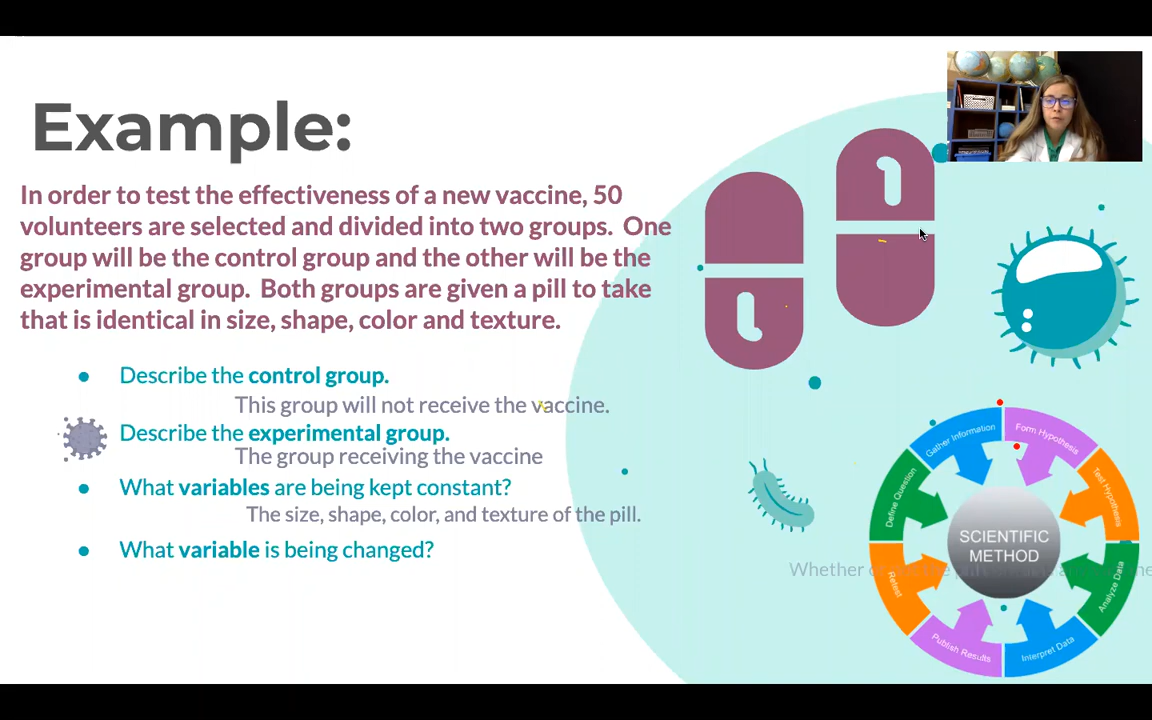 Example:
In order to test the effectiveness of a new vaccine, 50
volunteers are selected and divided into two groups. One
group will be the control group and the other will be the
experimental group. Both groups are given a pill to take
that is identical in size, shape, color and texture.
● Describe the control group.
This group will not receive the vaccine.
Describe the experimental group.
The group receiving the vaccine
● What variables are being kept constant?
The size, shape, color, and texture of the pill.
● What variable is being changed?
Whether
SCIENTIFIC
METHOD
Gather Information
Form Hypothesis
Test Hypothesis
Analyze Data
Interpret Data
Publish Results
Retest
Define Question